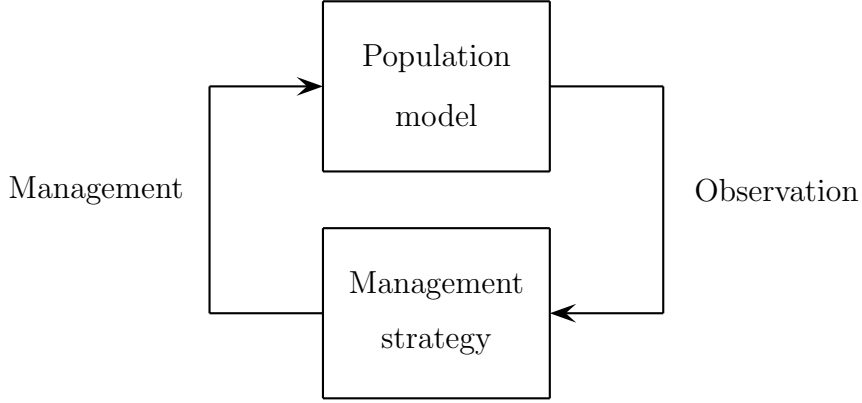 Population
model
Management
Observation
Management
strategy